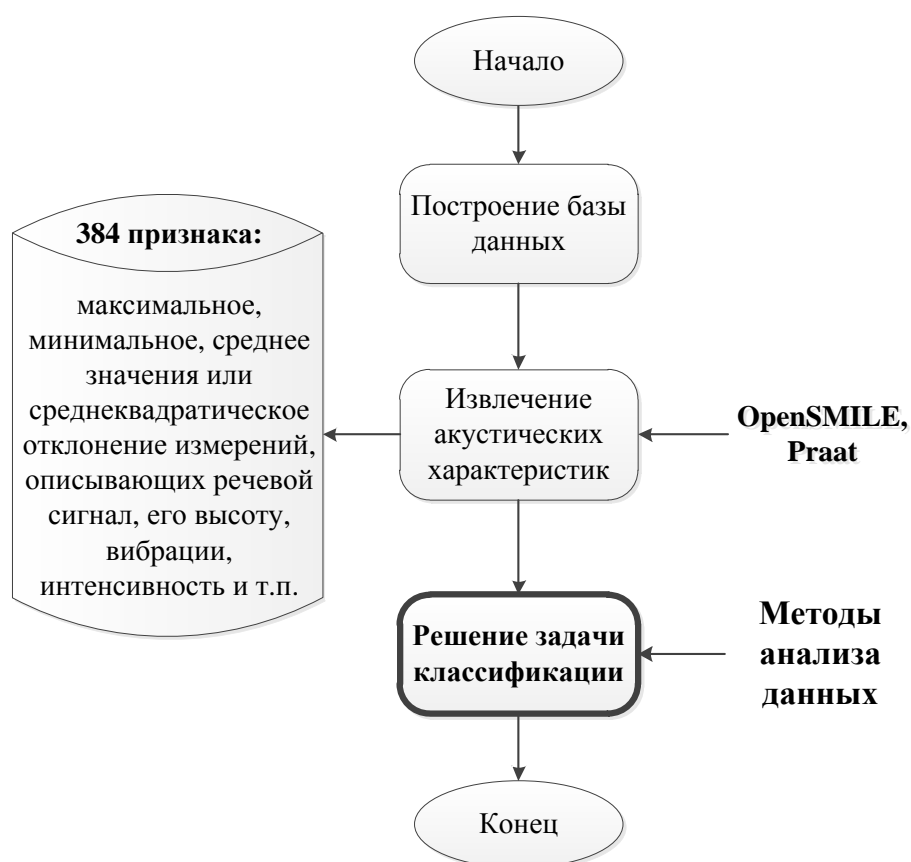 Начало
Построение базы
данных
384 признака:
максимальное,
минимальное, среднее
значения или
среднеквадратическое
отклонение измерений,
описывающих речевой
сигнал, его высоту,
вибрации,
интенсивность и т.п.
Извлечение
акустических
характеристик
OpenSMILE,
Praat
Решение задачи
классификации
Методы
анализа
данных
Конец